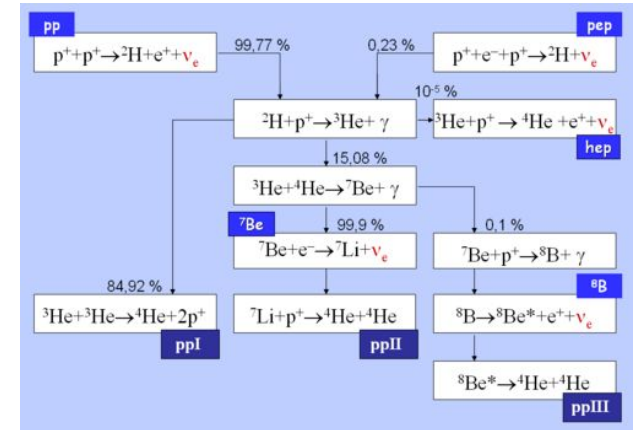 pp
pep
p⁺+p⁺→²H+e⁺+νₑ
99,77 %
0,23 %
p⁺+e⁻+p⁺→²H+νₑ
10⁻⁵ %
²H+p⁺→³He+ γ
³He+p⁺→ ⁴He +e⁺+νₑ
hep
15,08 %
³He+⁴He→⁷Be+ γ
⁷Be
99,9 %
0,1 %
⁷Be+e⁻→⁷Li+νₑ
⁷Be+p⁺→⁸B+ γ
84,92 %
⁸B
³He+³He→⁴He+2p⁺
⁷Li+p⁺→⁴He+⁴He
⁸B→⁸Be*+e⁺+νₑ
ppI
ppII
⁸Be*→⁴He+⁴He
ppIII